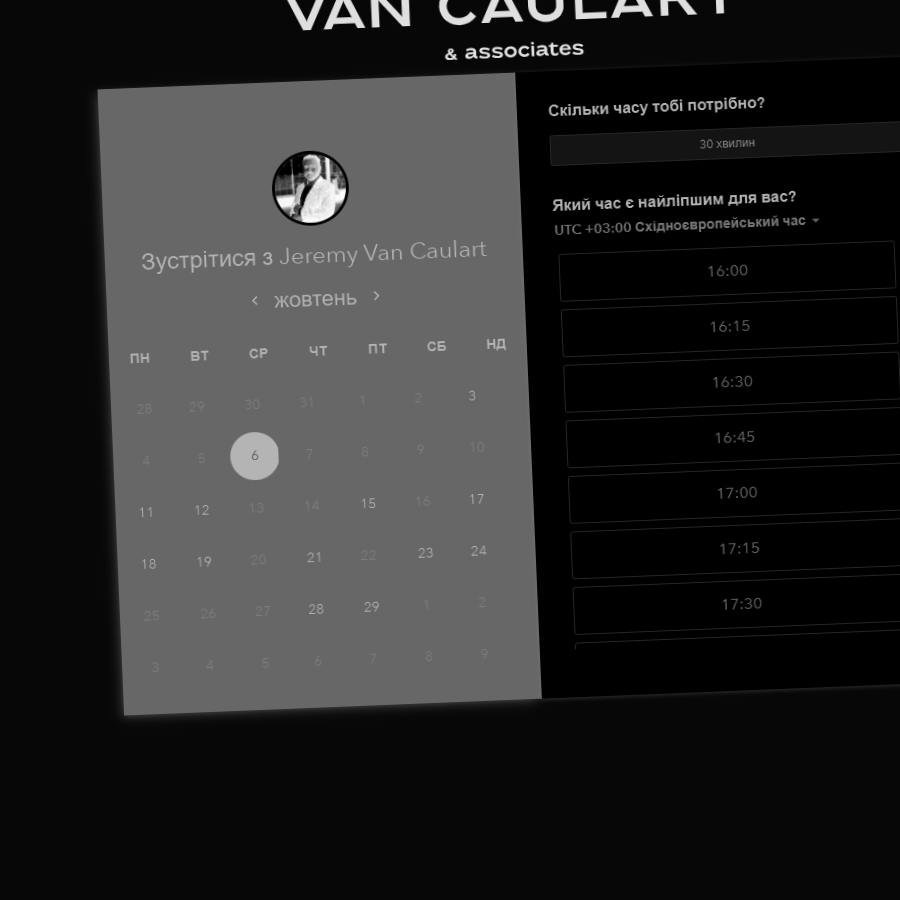 VAN CAULART
& associates
Зустрітися з Jeremy Van Caulart
жовтень
ПН ВТ СР ЧТ ПТ СБ НД
28 29 30 31 1 2 3
4 5 6 7 8 9 10
11 12 13 14 15 16 17
18 19 20 21 22 23 24
25 26 27 28 29 1 2
3 4 5 6 7 8 9
Скільки часу тобі потрібно?
30 хвилин
Який час є найліпшим для вас?
UTC +03:00 Східноєвропейський час
16:00
16:15
16:30
16:45
17:00
17:15
17:30